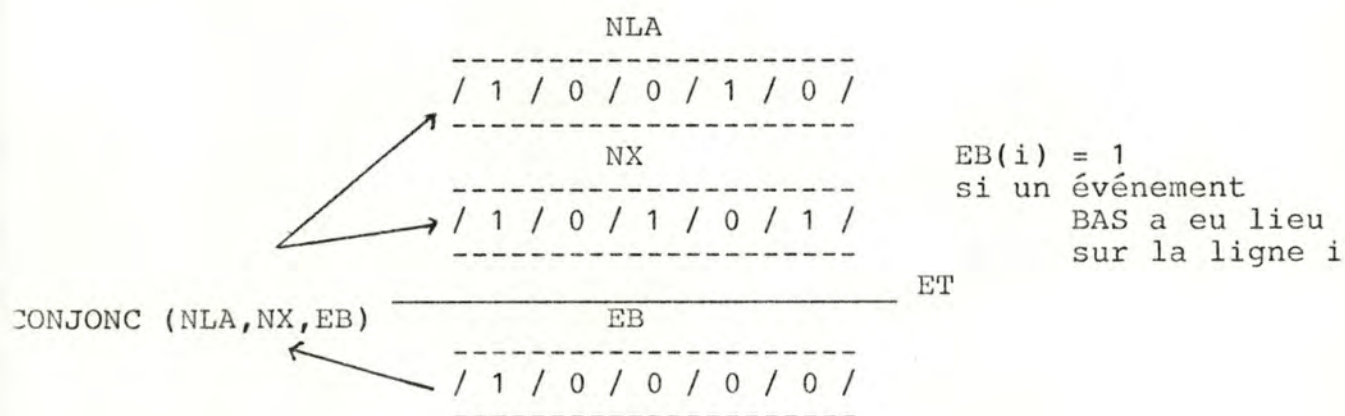 NLA
--------------------
/ 1 / 0 / 0 / 1 / 0 /
--------------------
NX
--------------------
/ 1 / 0 / 1 / 0 / 1 /
--------------------
EB(i) = 1
si un événement
BAS a eu lieu
sur la ligne i
ET
CONJONC (NLA,NX,EB)
EB
--------------------
/ 1 / 0 / 0 / 0 / 0 /
--------------------